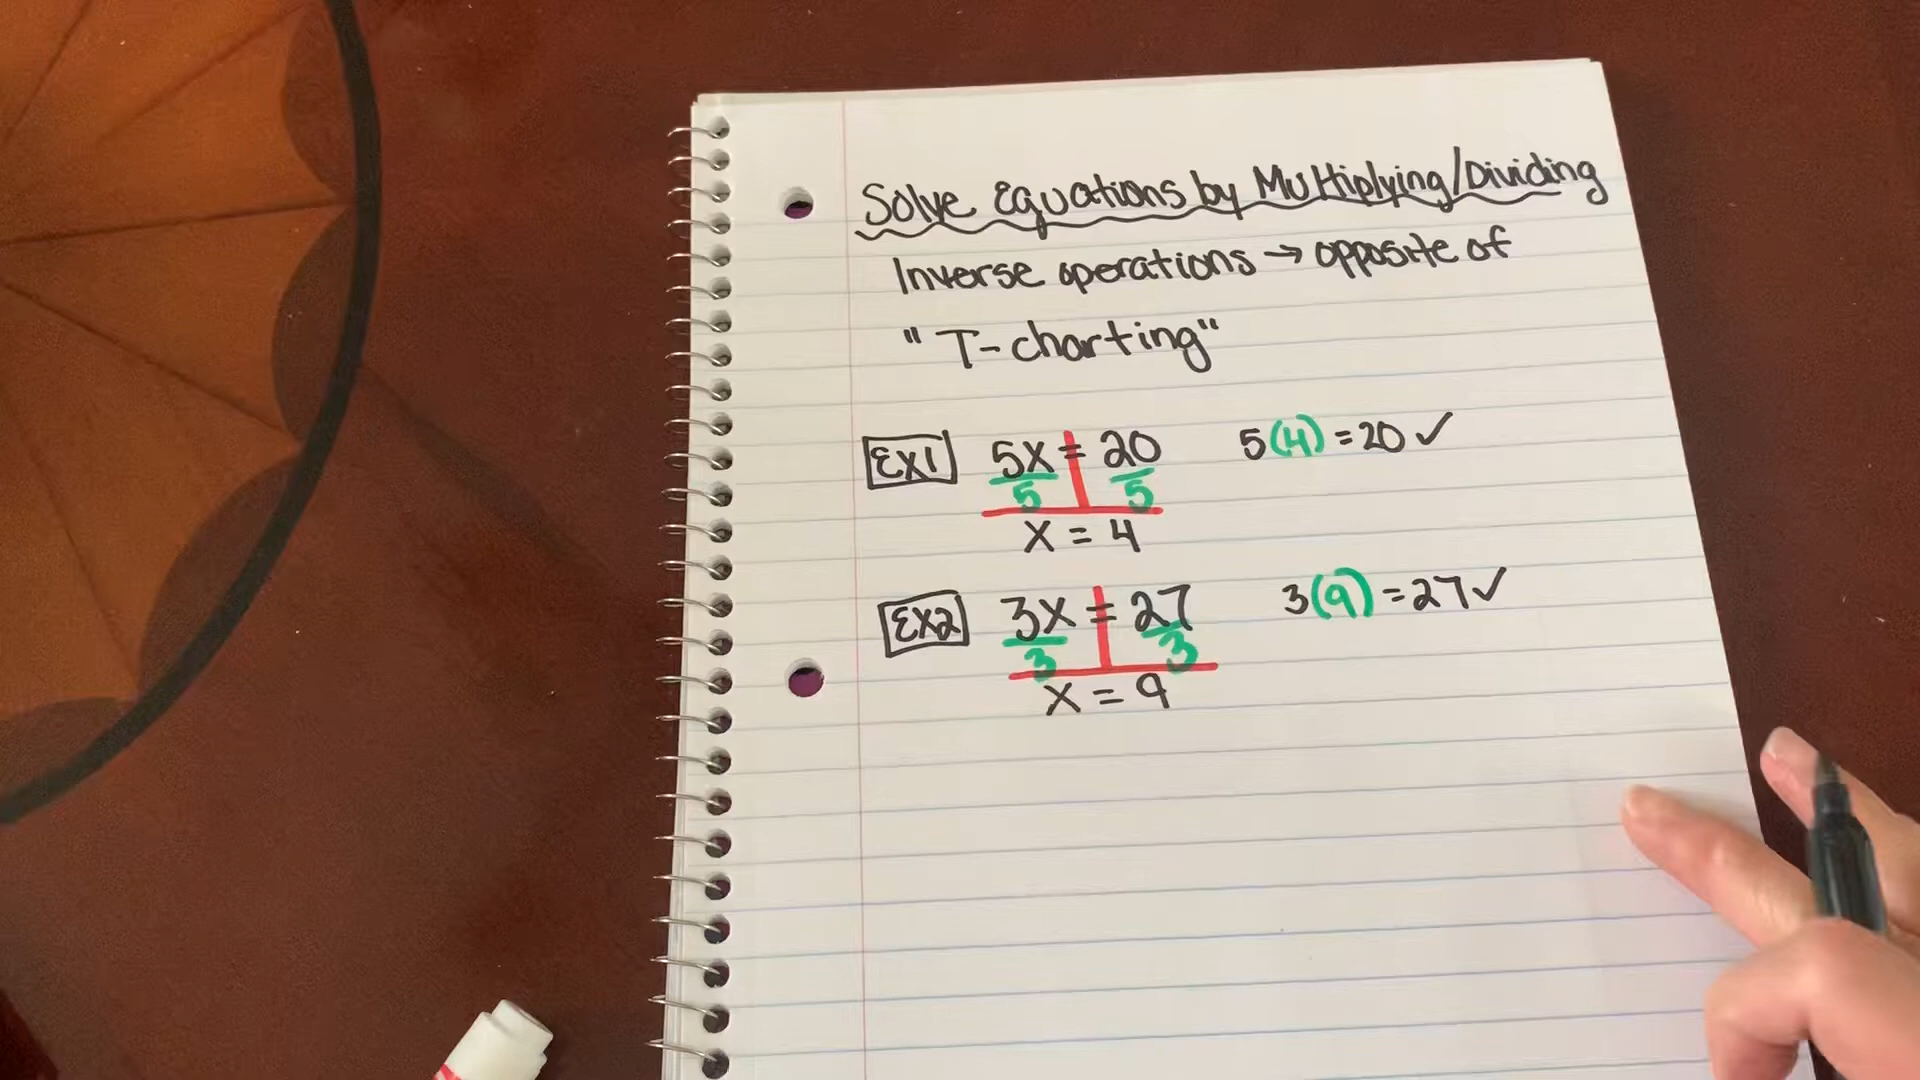 Solve Equations by Multiplying/Dividing
Inverse operations → opposite of
"T-charting"
EX1 5x = 20 5(4) = 20 ✓
5 5
x = 4
EX2 3x = 27 3(9) = 27 ✓
3 3
x = 9